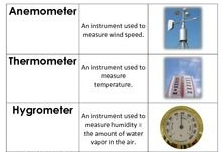 Anemometer
An instrument used to
measure wind speed.
Thermometer
An instrument used to
measure
temperature.
Hygrometer
An instrument used to
measure humidity =
the amount of water
vapor in the air.